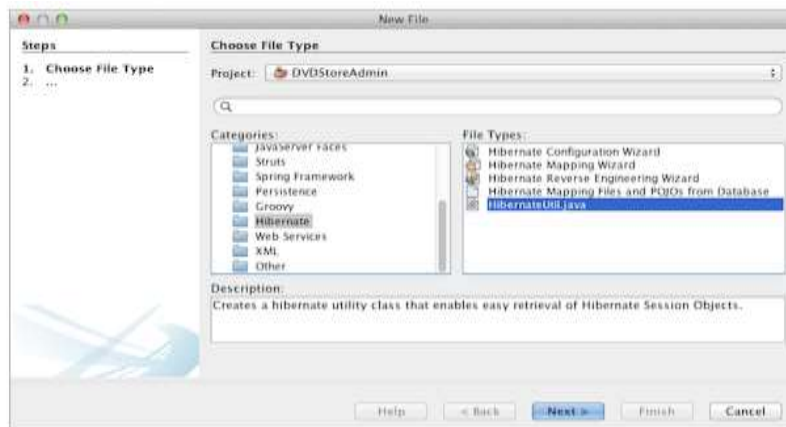 New File
Steps
1. Choose File Type
2. ...
Choose File Type
Project: DVDStoreAdmin
Categories:
JavaServer Faces
Struts
Spring Framework
Persistence
Groovy
Hibernate
Web Services
XML
Other
File Types:
Hibernate Configuration Wizard
Hibernate Mapping Wizard
Hibernate Reverse Engineering Wizard
Hibernate Mapping Files and POJOs from Database
HibernateUtil.java
Description:
Creates a hibernate utility class that enables easy retrieval of Hibernate Session Objects.
Help
< Back
Next >
Finish
Cancel